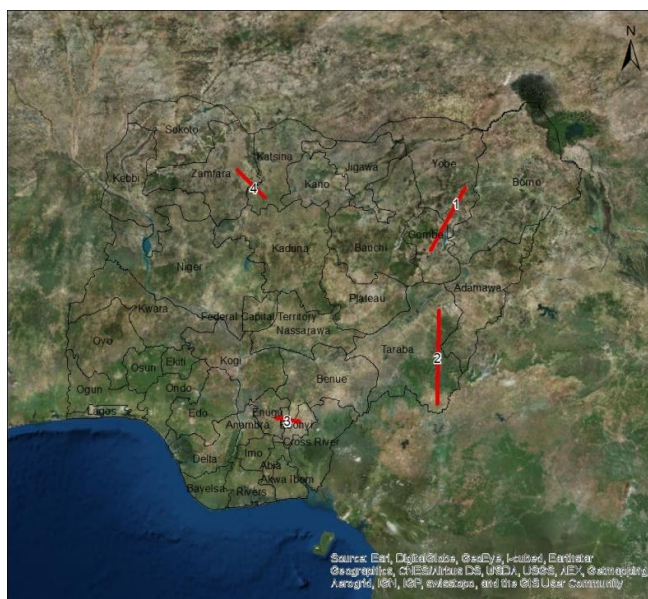 N
Sokoto
Katsina
Zamfara
4
Kebbi
Kano
Jigawa
Yobe
Borno
1
Gombe
Kaduna
Bauchi
Niger
Plateau
Adamawa
Kwara
Federal Capital Territory
Nassarawa
Oyo
Taraba
2
Osun
Ekiti
Kogi
Benue
Ogun
Ondo
Lagos
Edo
Enugu
3
Ebonyi
Anambra
Cross River
Delta
Imo
Abia
Akwa Ibom
Bayelsa
Rivers
Source: Esri, DigitalGlobe, GeoEye, i-cubed, Earthstar
Geographics, CNES/Airbus DS, USDA, USGS, AEX, Getmapping,
Aerogrid, IGN, IGP, swisstopo, and the GIS User Community